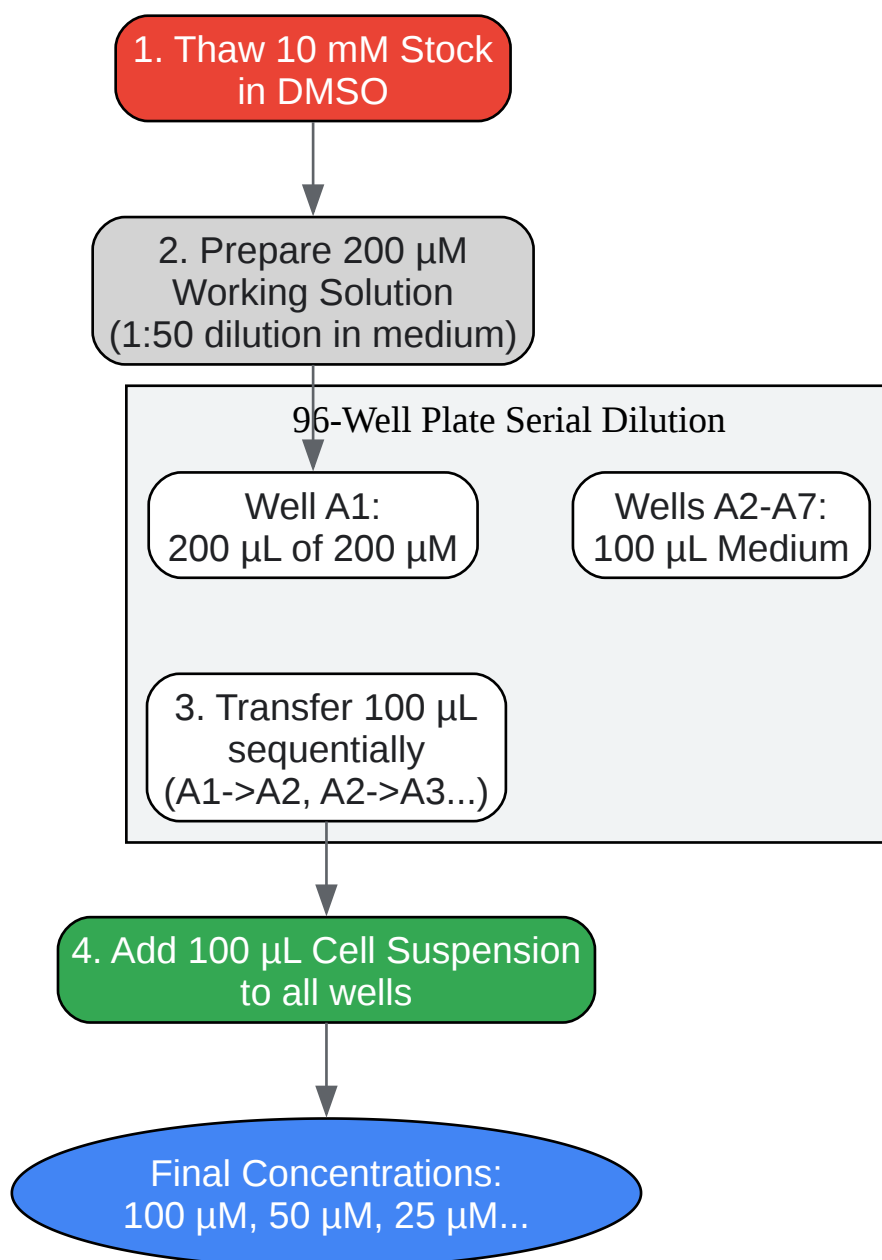 1. Thaw 10 mM Stock
in DMSO
2. Prepare 200 µM
Working Solution
(1:50 dilution in medium)
96-Well Plate Serial Dilution
Well A1:
200 µL of 200 µM
Wells A2-A7:
100 µL Medium
3. Transfer 100 µL
sequentially
(A1->A2, A2->A3...)
4. Add 100 µL Cell Suspension
to all wells
Final Concentrations:
100 µM, 50 µM, 25 µM...